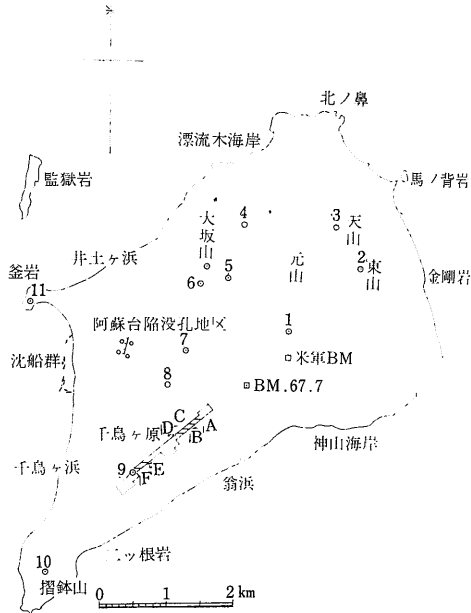 北ノ鼻
漂流木海岸
馬ノ背岩
監獄岩
4
3
天山
大坂山
元山
2
東山
井土ヶ浜
金剛岩
釜岩
11
5
6
阿蘇台陥没孔地区
1
7
米軍BM
沈船群
8
BM.67.7
千鳥ヶ原
C
D
A
B
神山海岸
千鳥ヶ浜
9
E
F
翁浜
二ッ根岩
10
摺鉢山
0 1 2 km